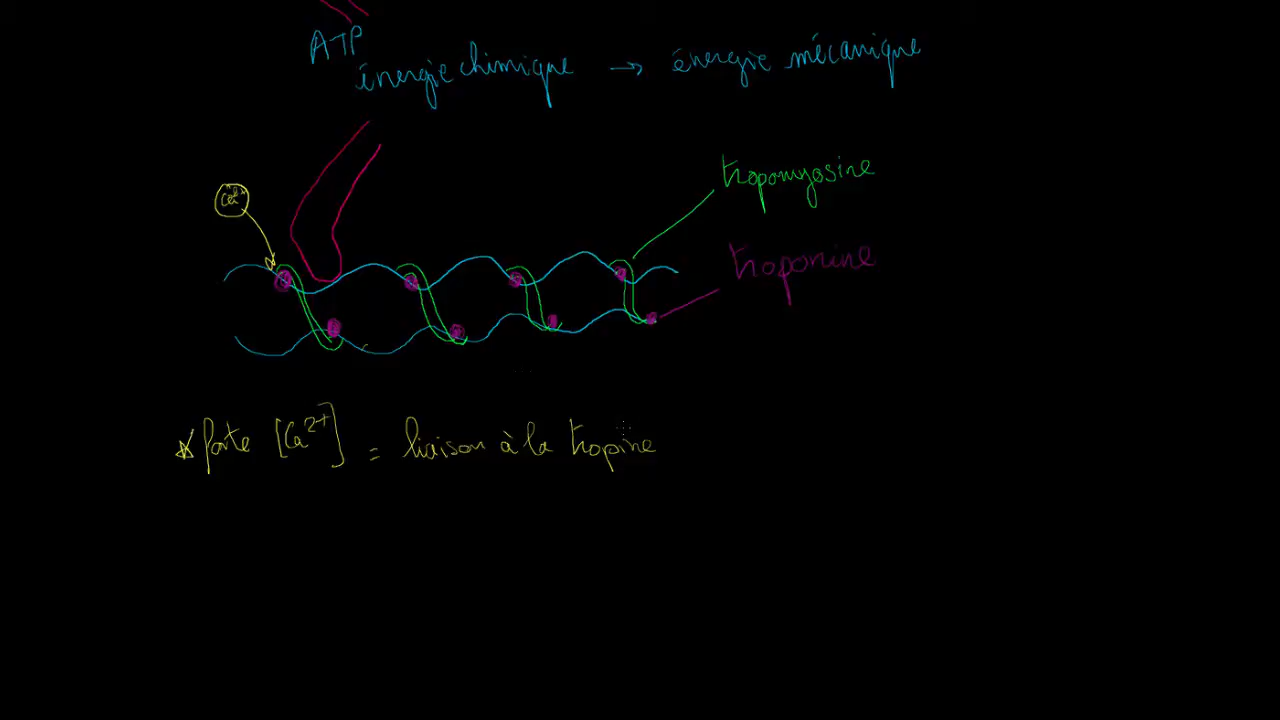 ATP
énergie chimique → énergie mécanique
Ca²⁺
tropomyosine
troponine
* forte [Ca²⁺] = liaison à la tropine